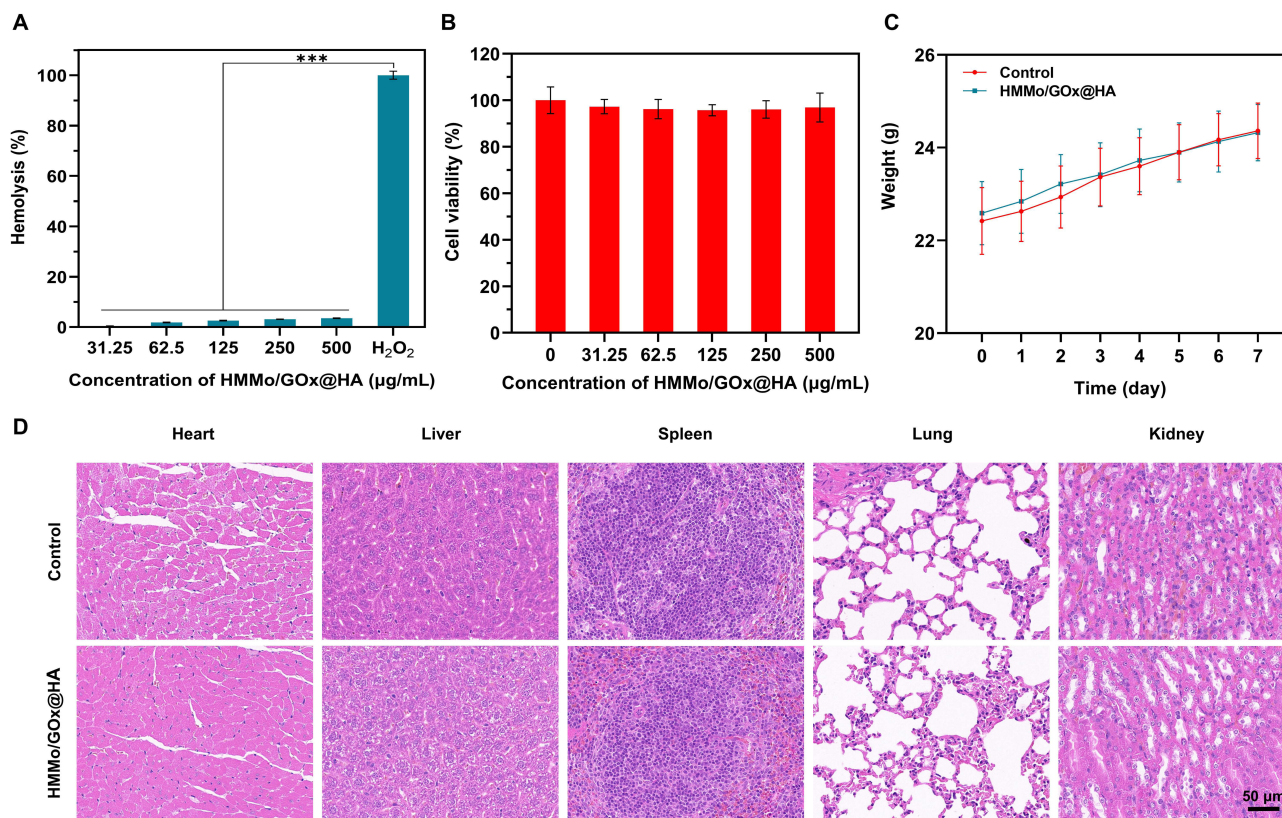 A
Hemolysis (%)
100
80
60
40
20
0
***
31.25 62.5 125 250 500 H₂O₂
Concentration of HMMo/GOx@HA (μg/mL)
B
Cell viability (%)
120
100
80
60
40
20
0
0 31.25 62.5 125 250 500
Concentration of HMMo/GOx@HA (μg/mL)
C
Weight (g)
26
24
22
20
Control
HMMo/GOx@HA
0 1 2 3 4 5 6 7
Time (day)
D
Heart Liver Spleen Lung Kidney
Control
HMMo/GOx@HA
50 μm